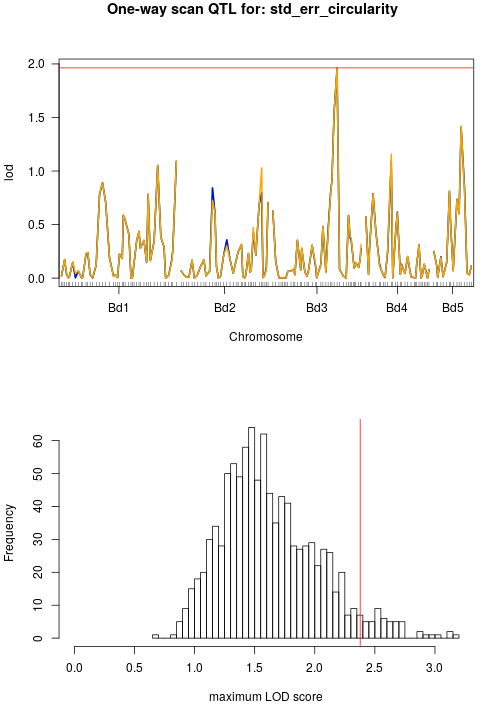 One-way scan QTL for: std_err_circularity
2.0
1.5
1.0
0.5
0.0
lod
Bd1 Bd2 Bd3 Bd4 Bd5
Chromosome
60
50
40
30
20
10
0
Frequency
0.0 0.5 1.0 1.5 2.0 2.5 3.0
maximum LOD score